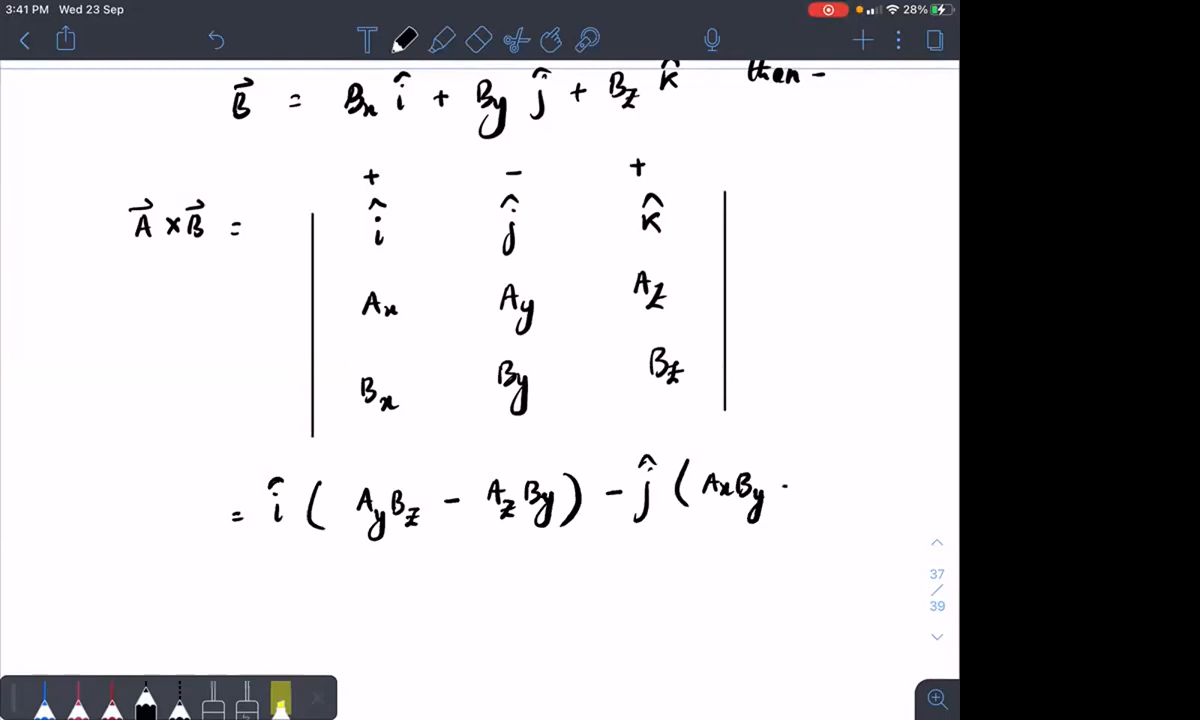 3:41 PM Wed 23 Sep 28%
T
B⃗ = Bx î + By ĵ + Bz k̂ then -
+ - +
A⃗ × B⃗ = | î ĵ k̂ |
Ax Ay Az
Bx By Bz
= î ( AyBz - AzBy ) - ĵ ( AxBy -
37
/
39